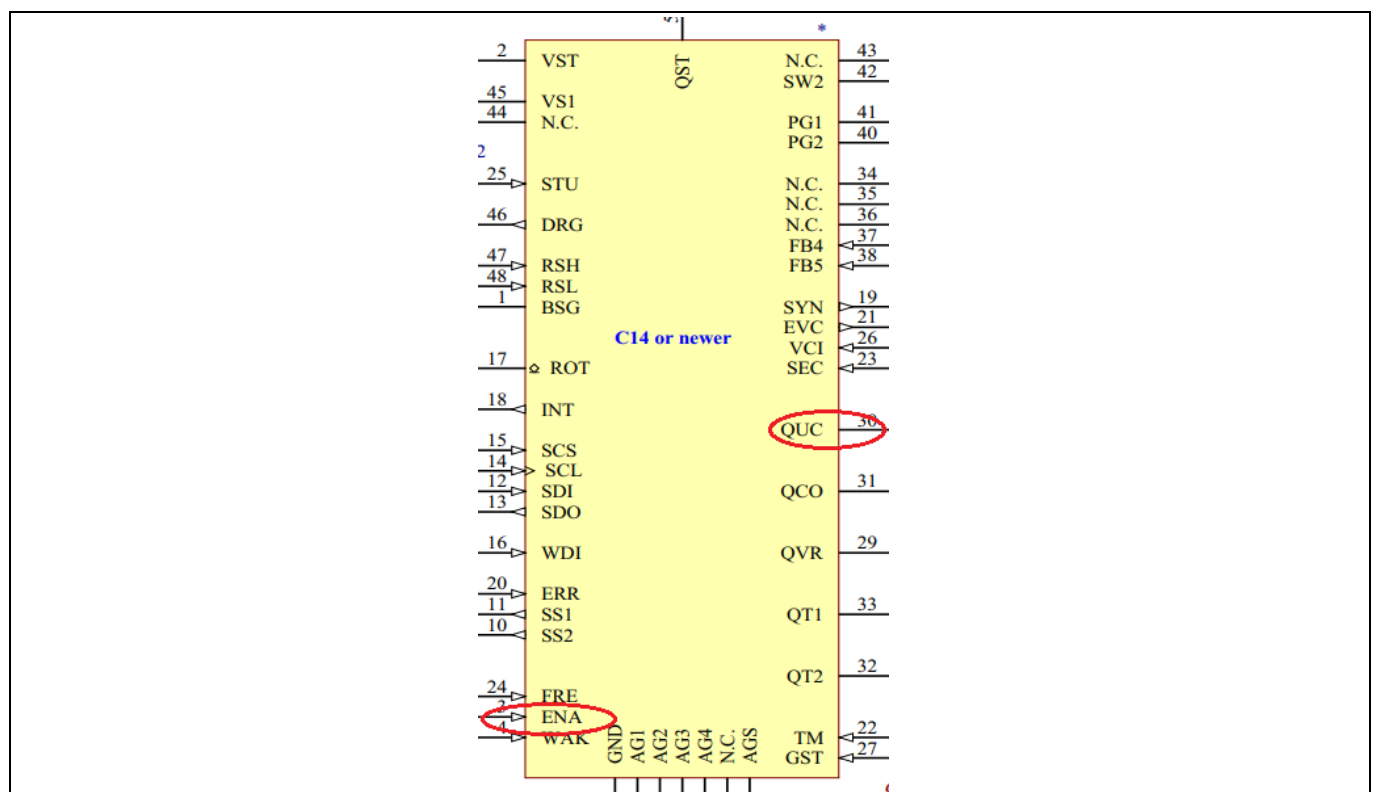 5
*
QST
2 VST
45 VS1
44 N.C.
2
25 STU
46 DRG
47 RSH
48 RSL
1 BSG
17 ROT
18 INT
15 SCS
14 SCL
12 SDI
13 SDO
16 WDI
20 ERR
11 SS1
10 SS2
24 FRE
3 ENA
4 WAK
C14 or newer
N.C. 43
SW2 42
PG1 41
PG2 40
N.C. 34
N.C. 35
N.C. 36
FB4 37
FB5 38
SYN 19
EVC 21
VCI 26
SEC 23
QUC 30
QCO 31
QVR 29
QT1 33
QT2 32
TM 22
GST 27
GND
AG1
AG2
AG3
AG4
N.C.
AGS